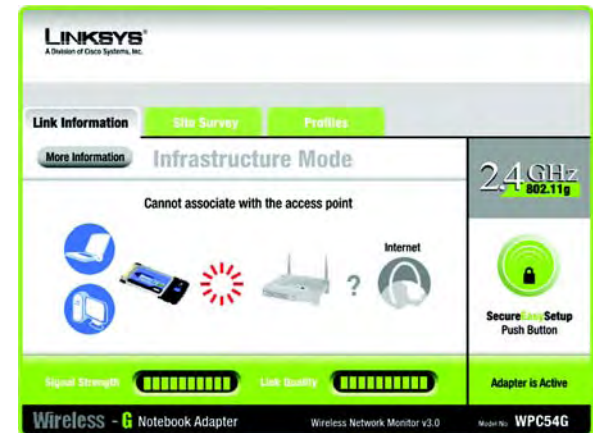 LINKSYS®
A Division of Cisco Systems, Inc.
Link Information
Site Survey
Profiles
More Information
Infrastructure Mode
2.4 GHz
802.11g
Cannot associate with the access point
Internet
?
SecureEasySetup
Push Button
Signal Strength
Link Quality
Adapter is Active
Wireless - G Notebook Adapter
Wireless Network Monitor v3.0
Model No. WPC54G